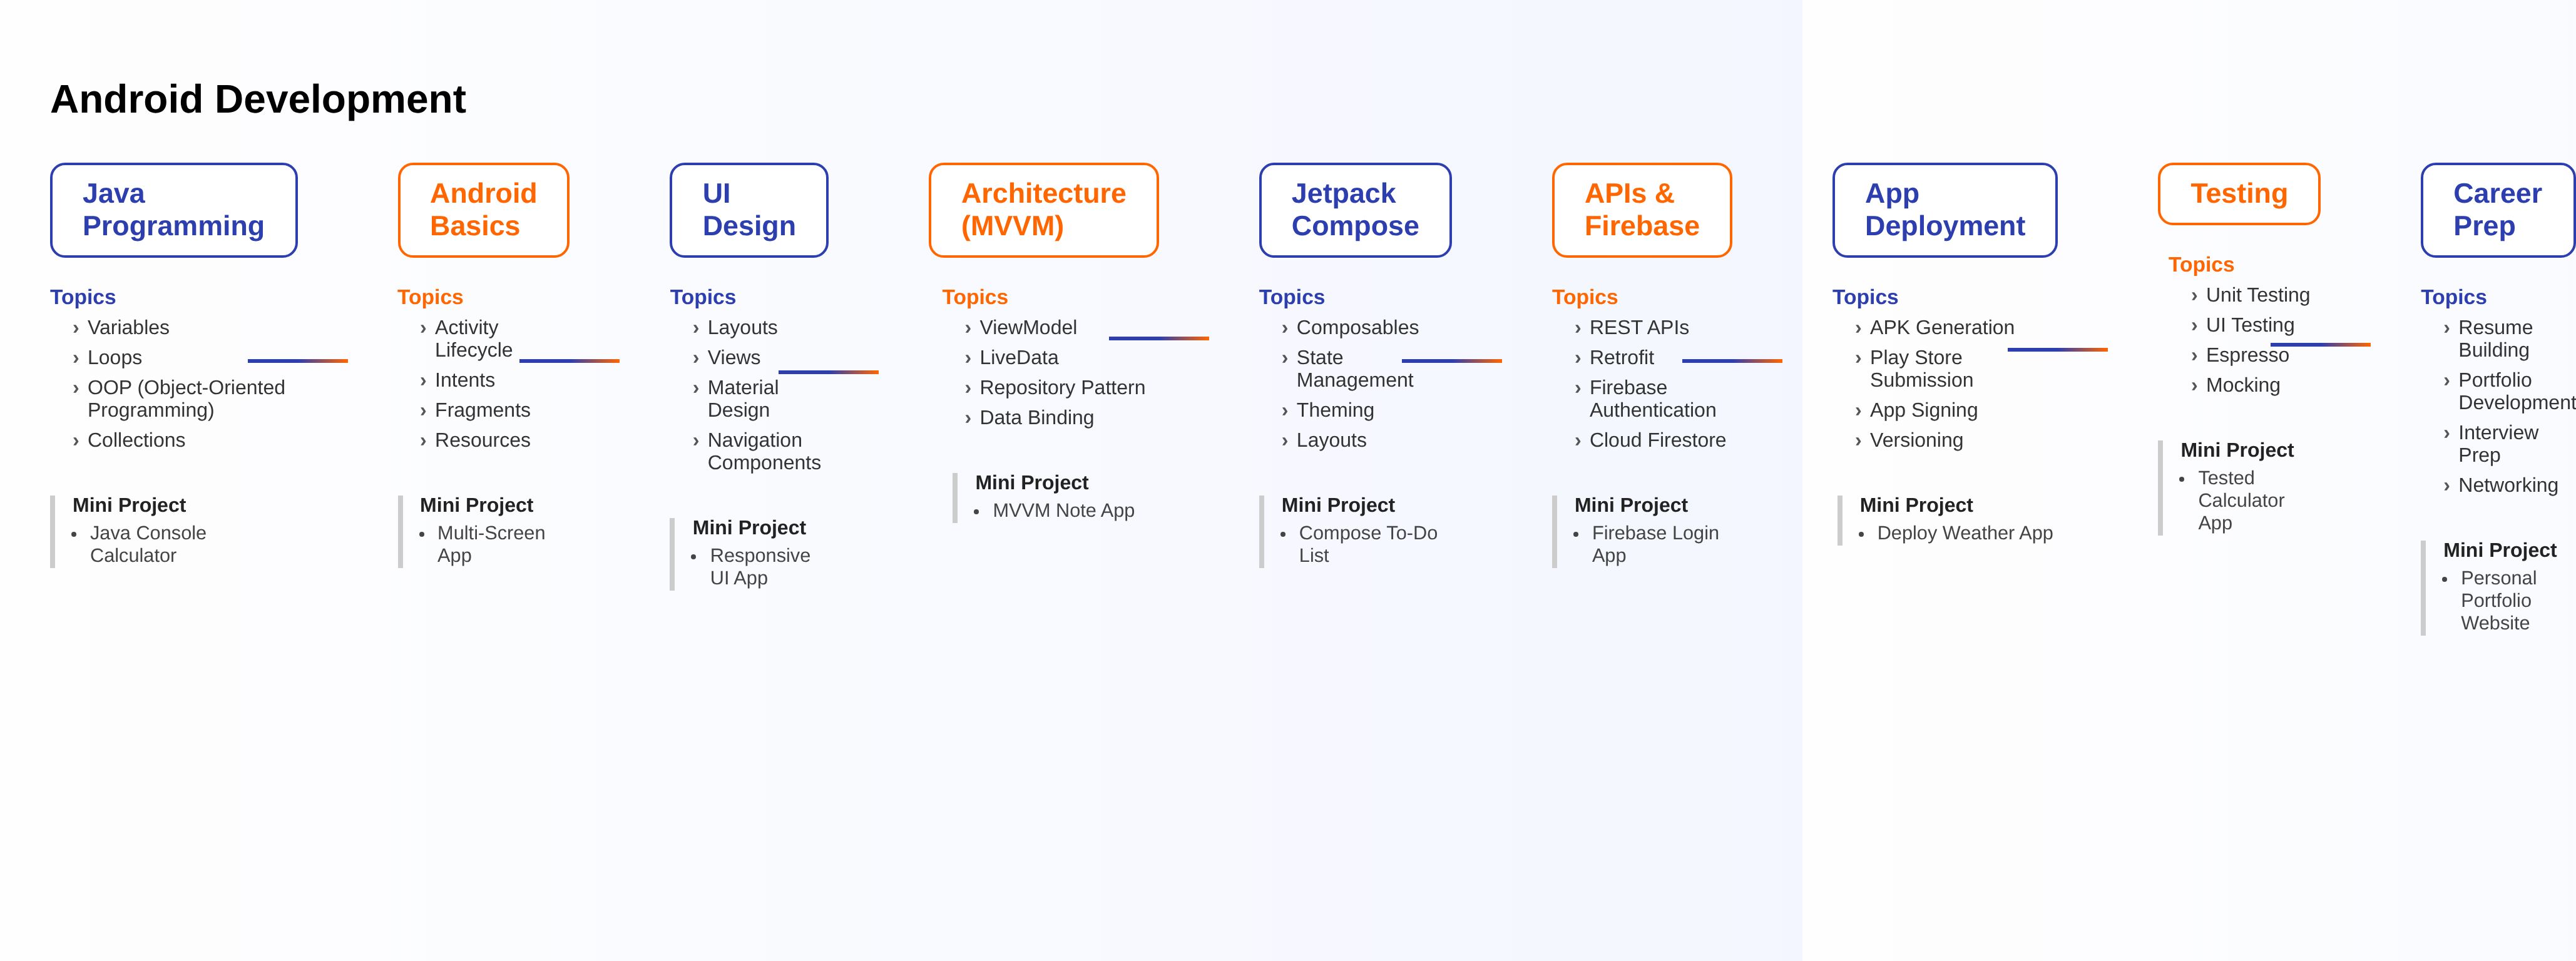 Android Development
Java
Programming
Topics
› Variables
› Loops
› OOP (Object-Oriented
Programming)
› Collections
Mini Project
• Java Console
Calculator
Android
Basics
Topics
› Activity
Lifecycle
› Intents
› Fragments
› Resources
Mini Project
• Multi-Screen
App
UI
Design
Topics
› Layouts
› Views
› Material
Design
› Navigation
Components
Mini Project
• Responsive
UI App
Architecture
(MVVM)
Topics
› ViewModel
› LiveData
› Repository Pattern
› Data Binding
Mini Project
• MVVM Note App
Jetpack
Compose
Topics
› Composables
› State
Management
› Theming
› Layouts
Mini Project
• Compose To-Do
List
APIs &
Firebase
Topics
› REST APIs
› Retrofit
› Firebase
Authentication
› Cloud Firestore
Mini Project
• Firebase Login
App
App
Deployment
Topics
› APK Generation
› Play Store
Submission
› App Signing
› Versioning
Mini Project
• Deploy Weather App
Testing
Topics
› Unit Testing
› UI Testing
› Espresso
› Mocking
Mini Project
• Tested
Calculator
App
Career
Prep
Topics
› Resume
Building
› Portfolio
Development
› Interview
Prep
› Networking
Mini Project
• Personal
Portfolio
Website